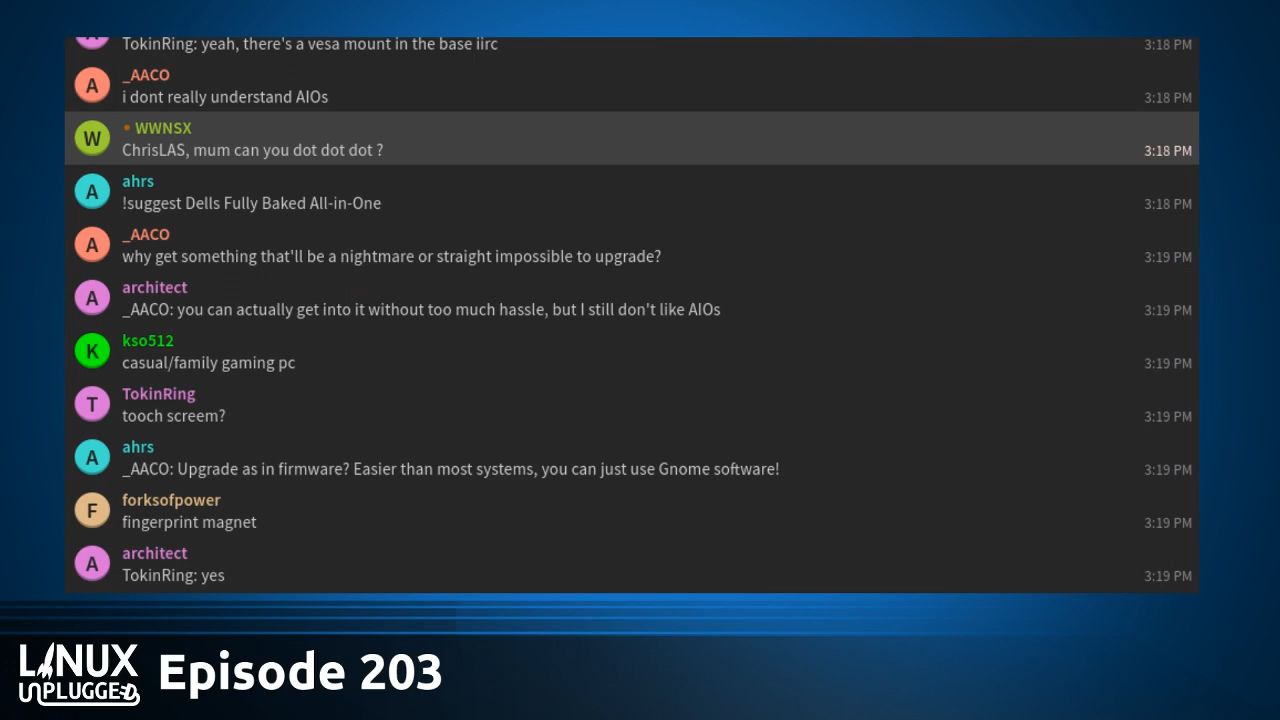 TokinRing: yeah, there's a vesa mount in the base iirc 3:18 PM
A _AACO
i dont really understand AIOs 3:18 PM
W • WWNSX
ChrisLAS, mum can you dot dot dot ? 3:18 PM
A ahrs
!suggest Dells Fully Baked All-in-One 3:18 PM
A _AACO
why get something that'll be a nightmare or straight impossible to upgrade? 3:19 PM
A architect
_AACO: you can actually get into it without too much hassle, but I still don't like AIOs 3:19 PM
K kso512
casual/family gaming pc 3:19 PM
T TokinRing
tooch screem? 3:19 PM
A ahrs
_AACO: Upgrade as in firmware? Easier than most systems, you can just use Gnome software! 3:19 PM
F forksofpower
fingerprint magnet 3:19 PM
A architect
TokinRing: yes 3:19 PM
LINUX
UNPLUGGED
Episode 203